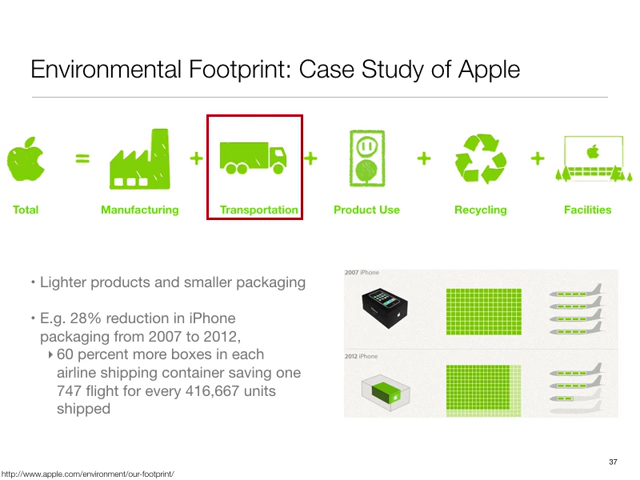 Environmental Footprint: Case Study of Apple
= + + + +
Total Manufacturing Transportation Product Use Recycling Facilities
• Lighter products and smaller packaging
• E.g. 28% reduction in iPhone
packaging from 2007 to 2012,
‣ 60 percent more boxes in each
airline shipping container saving one
747 flight for every 416,667 units
shipped
2007 iPhone
2012 iPhone
37
http://www.apple.com/environment/our-footprint/